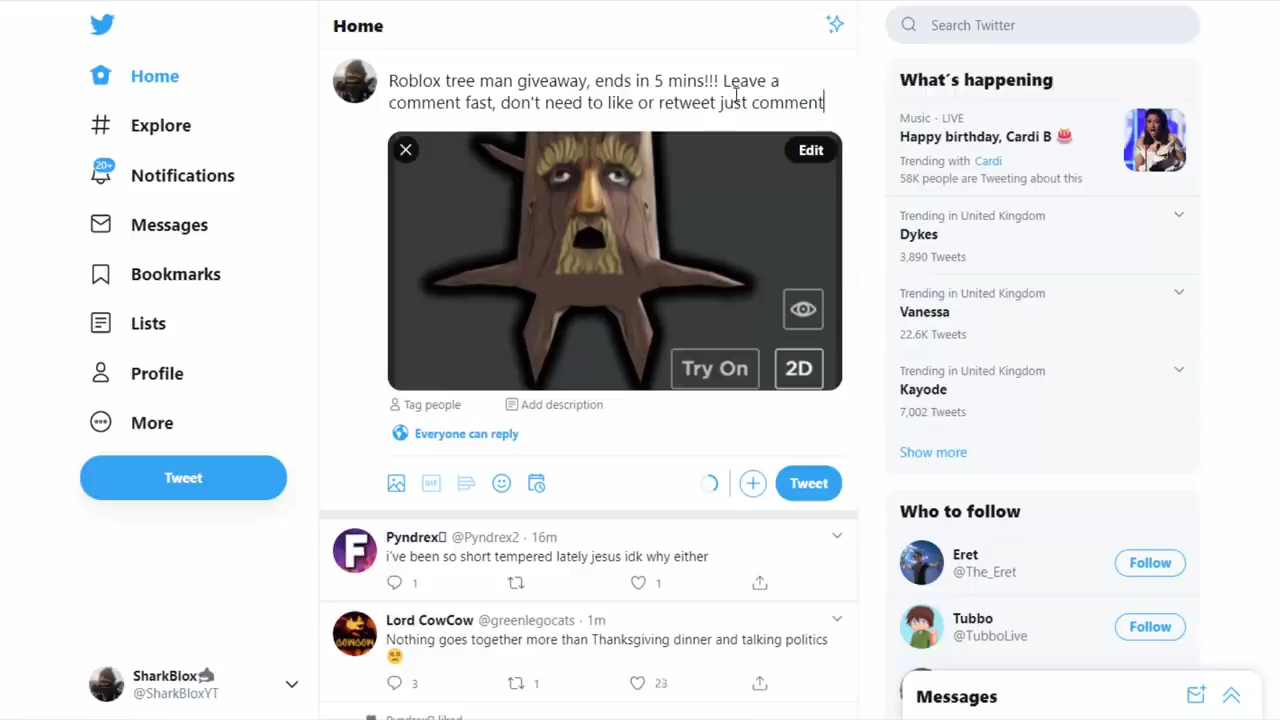 Home
Explore
20+
Notifications
Messages
Bookmarks
Lists
Profile
More
Tweet
SharkBlox🦈
@SharkBloxYT
Home
Roblox tree man giveaway, ends in 5 mins!!! Leave a
comment fast, don't need to like or retweet just comment
Edit
Try On
2D
Tag people
Add description
Everyone can reply
GIF
Tweet
F
Pyndrex▯ @Pyndrex2 · 16m
i've been so short tempered lately jesus idk why either
1
1
GOWGOW
Lord CowCow @greenlegocats · 1m
Nothing goes together more than Thanksgiving dinner and talking politics
😒
3
1
23
Pyndrex▯ liked
Search Twitter
What's happening
Music · LIVE
Happy birthday, Cardi B 🎂
Trending with Cardi
58K people are Tweeting about this
Trending in United Kingdom
Dykes
3,890 Tweets
Trending in United Kingdom
Vanessa
22.6K Tweets
Trending in United Kingdom
Kayode
7,002 Tweets
Show more
Who to follow
Eret
@The_Eret
Follow
Tubbo
@TubboLive
Follow
Messages